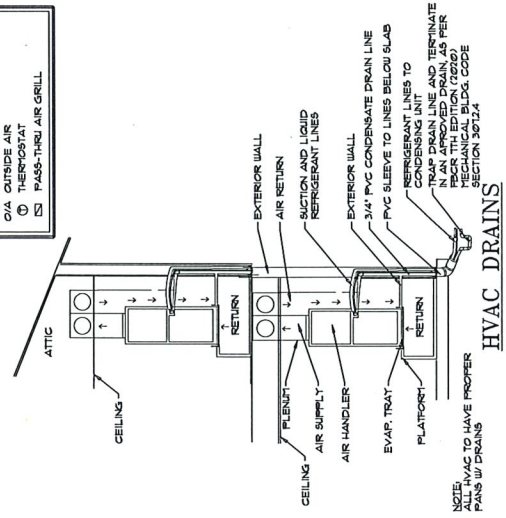 O/A OUTSIDE AIR
THERMOSTAT
PASS-THRU AIR GRILL
ATTIC
CEILING
RETURN
EXTERIOR WALL
AIR RETURN
SUCTION AND LIQUID
REFRIGERANT LINES
EXTERIOR WALL
3/4" PVC CONDENSATE DRAIN LINE
PVC SLEEVE TO LINES BELOW SLAB
REFRIGERANT LINES TO
CONDENSING UNIT
TRAP DRAIN LINE AND TERMINATE
IN AN APROVED DRAIN, AS PER
FBCR 7TH EDITION (2020)
MECHANICAL BLDG. CODE
SECTION 307.2.4
CEILING
PLENUM
AIR SUPPLY
AIR HANDLER
EVAP. TRAY
PLATFORM
RETURN
NOTE:
ALL HVAC TO HAVE PROPER
PANS W/ DRAINS
HVAC DRAINS